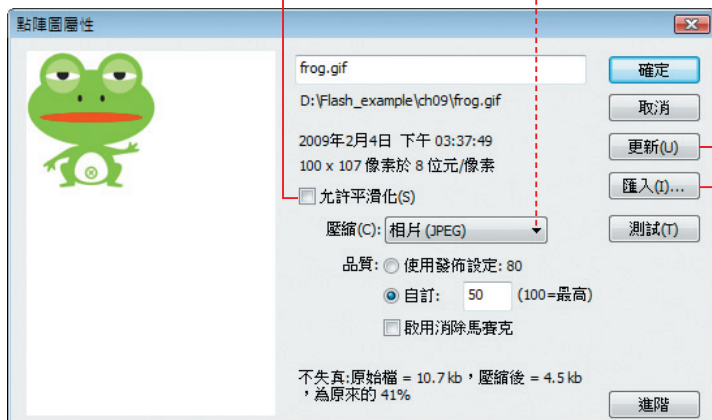 點陣圖屬性
frog.gif
確定
D:\Flash_example\ch09\frog.gif
取消
2009年2月4日 下午 03:37:49
更新(U)
100 x 107 像素於 8 位元/像素
匯入(I)...
允許平滑化(S)
壓縮(C): 相片 (JPEG)
測試(T)
品質: 使用發佈設定: 80
自訂: 50 (100=最高)
啟用消除馬賽克
不失真:原始檔 = 10.7 kb,壓縮後 = 4.5 kb
,為原來的 41%
進階